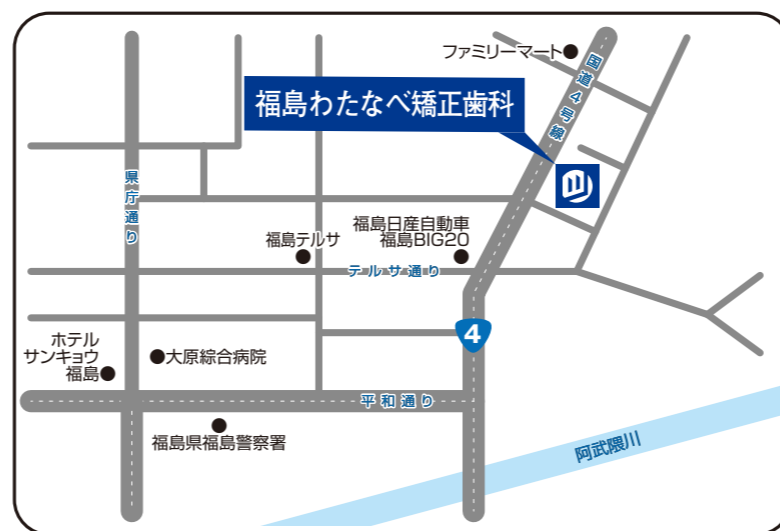 ファミリーマート
国道4号線
福島わたなべ矯正歯科
県庁通り
福島日産自動車
福島BIG20
福島テルサ
テルサ通り
4
ホテル
サンキョウ
福島
大原綜合病院
平和通り
福島県福島警察署
阿武隈川